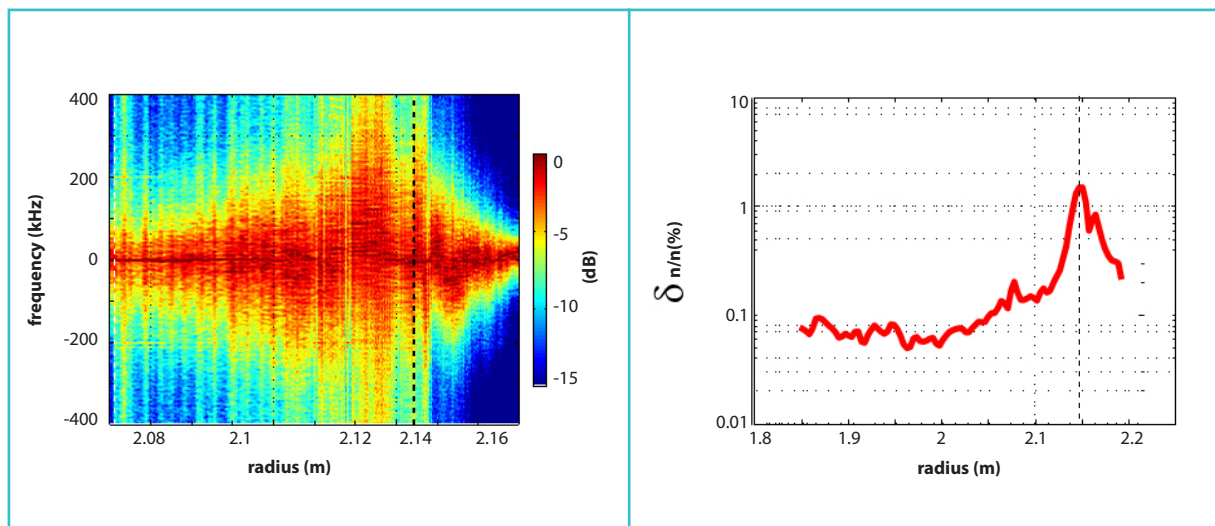 400
200
0
-200
-400
frequency (kHz)
2.08 2.1 2.12 2.14 2.16
radius (m)
0
-5
-10
-15
(dB)
10
1
0.1
0.01
δ n/n(%)
1.8 1.9 2 2.1 2.2
radius (m)